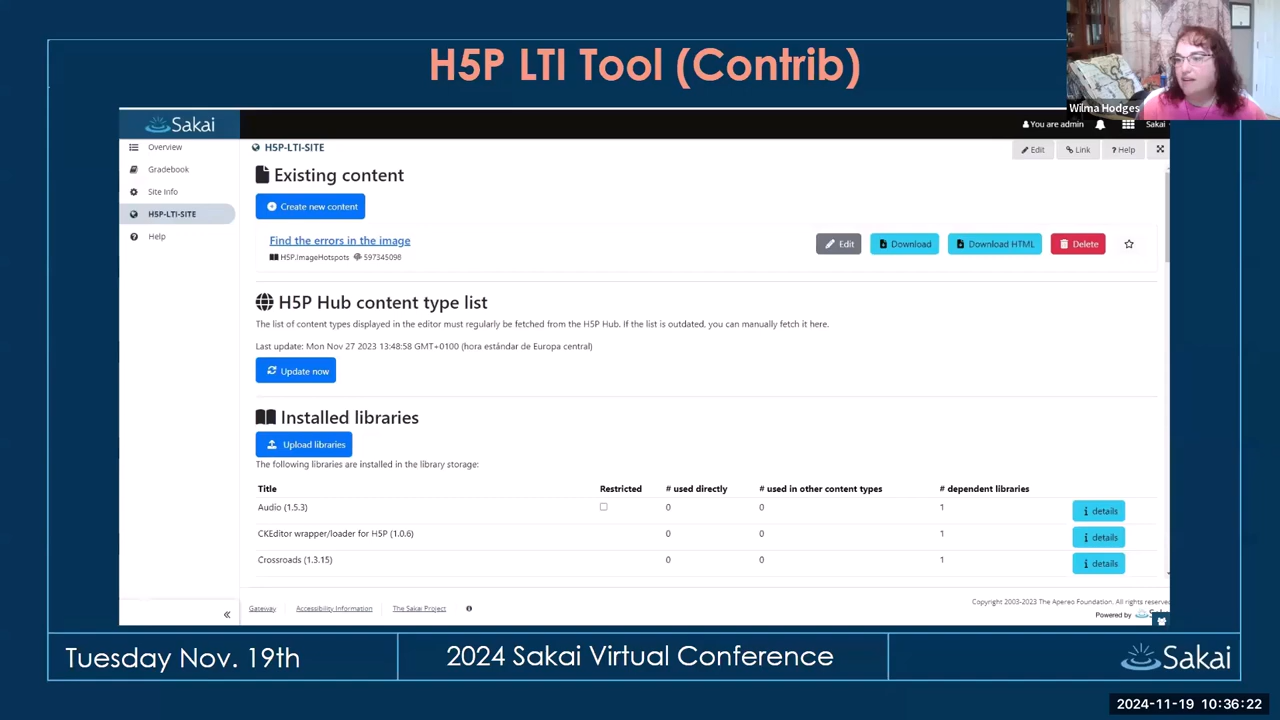 H5P LTI Tool (Contrib)
Wilma Hodges
Sakai
You are admin
Sakai
Overview
Gradebook
Site Info
H5P-LTI-SITE
Help
H5P-LTI-SITE
Edit
Link
? Help
Existing content
Create new content
Find the errors in the image
H5P.ImageHotspots 597345098
Edit
Download
Download HTML
Delete
H5P Hub content type list
The list of content types displayed in the editor must regularly be fetched from the H5P Hub. If the list is outdated, you can manually fetch it here.
Last update: Mon Nov 27 2023 13:48:58 GMT+0100 (hora estándar de Europa central)
Update now
Installed libraries
Upload libraries
The following libraries are installed in the library storage:
Title Restricted # used directly # used in other content types # dependent libraries
Audio (1.5.3) 0 0 1 details
CKEditor wrapper/loader for H5P (1.0.6) 0 0 1 details
Crossroads (1.3.15) 0 0 1 details
Gateway Accessibility Information The Sakai Project
Copyright 2003-2023 The Apereo Foundation. All rights reserve
Powered by
Tuesday Nov. 19th
2024 Sakai Virtual Conference
Sakai
2024-11-19 10:36:22